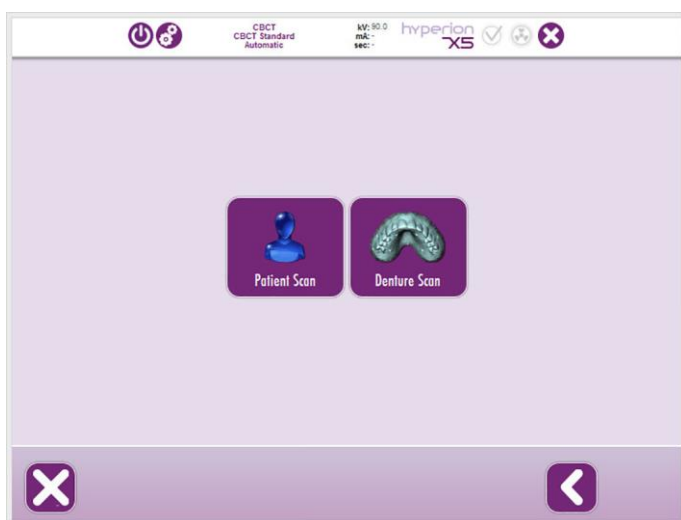 CBCT
CBCT Standard
Automatic
kV: 90.0
mA: -
sec: -
hyperion
X5
Patient Scan
Denture Scan